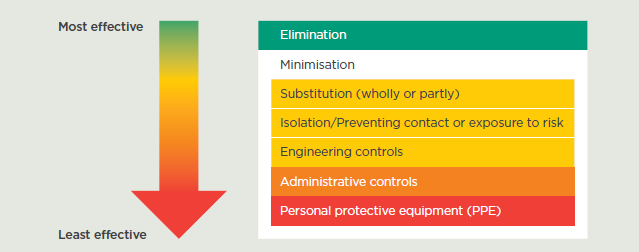 Most effective
Elimination
Minimisation
Substitution (wholly or partly)
Isolation/Preventing contact or exposure to risk
Engineering controls
Administrative controls
Personal protective equipment (PPE)
Least effective